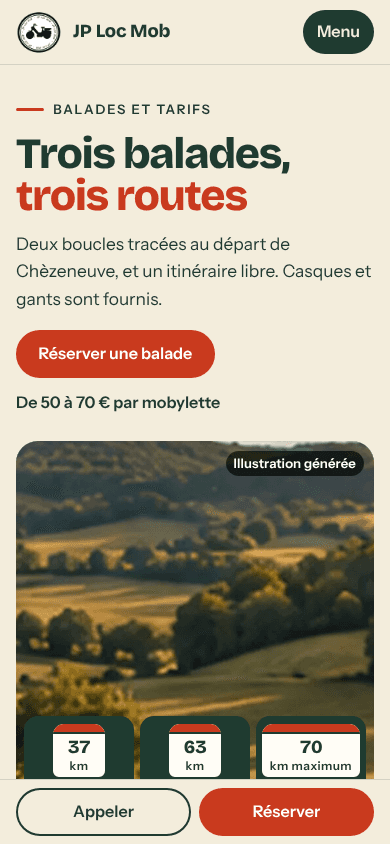 JP Loc Mob
Menu
BALADES ET TARIFS
Trois balades,
trois routes
Deux boucles tracées au départ de
Chèzeneuve, et un itinéraire libre. Casques et
gants sont fournis.
Réserver une balade
De 50 à 70 € par mobylette
Illustration générée
37
km
63
km
70
km maximum
Appeler
Réserver